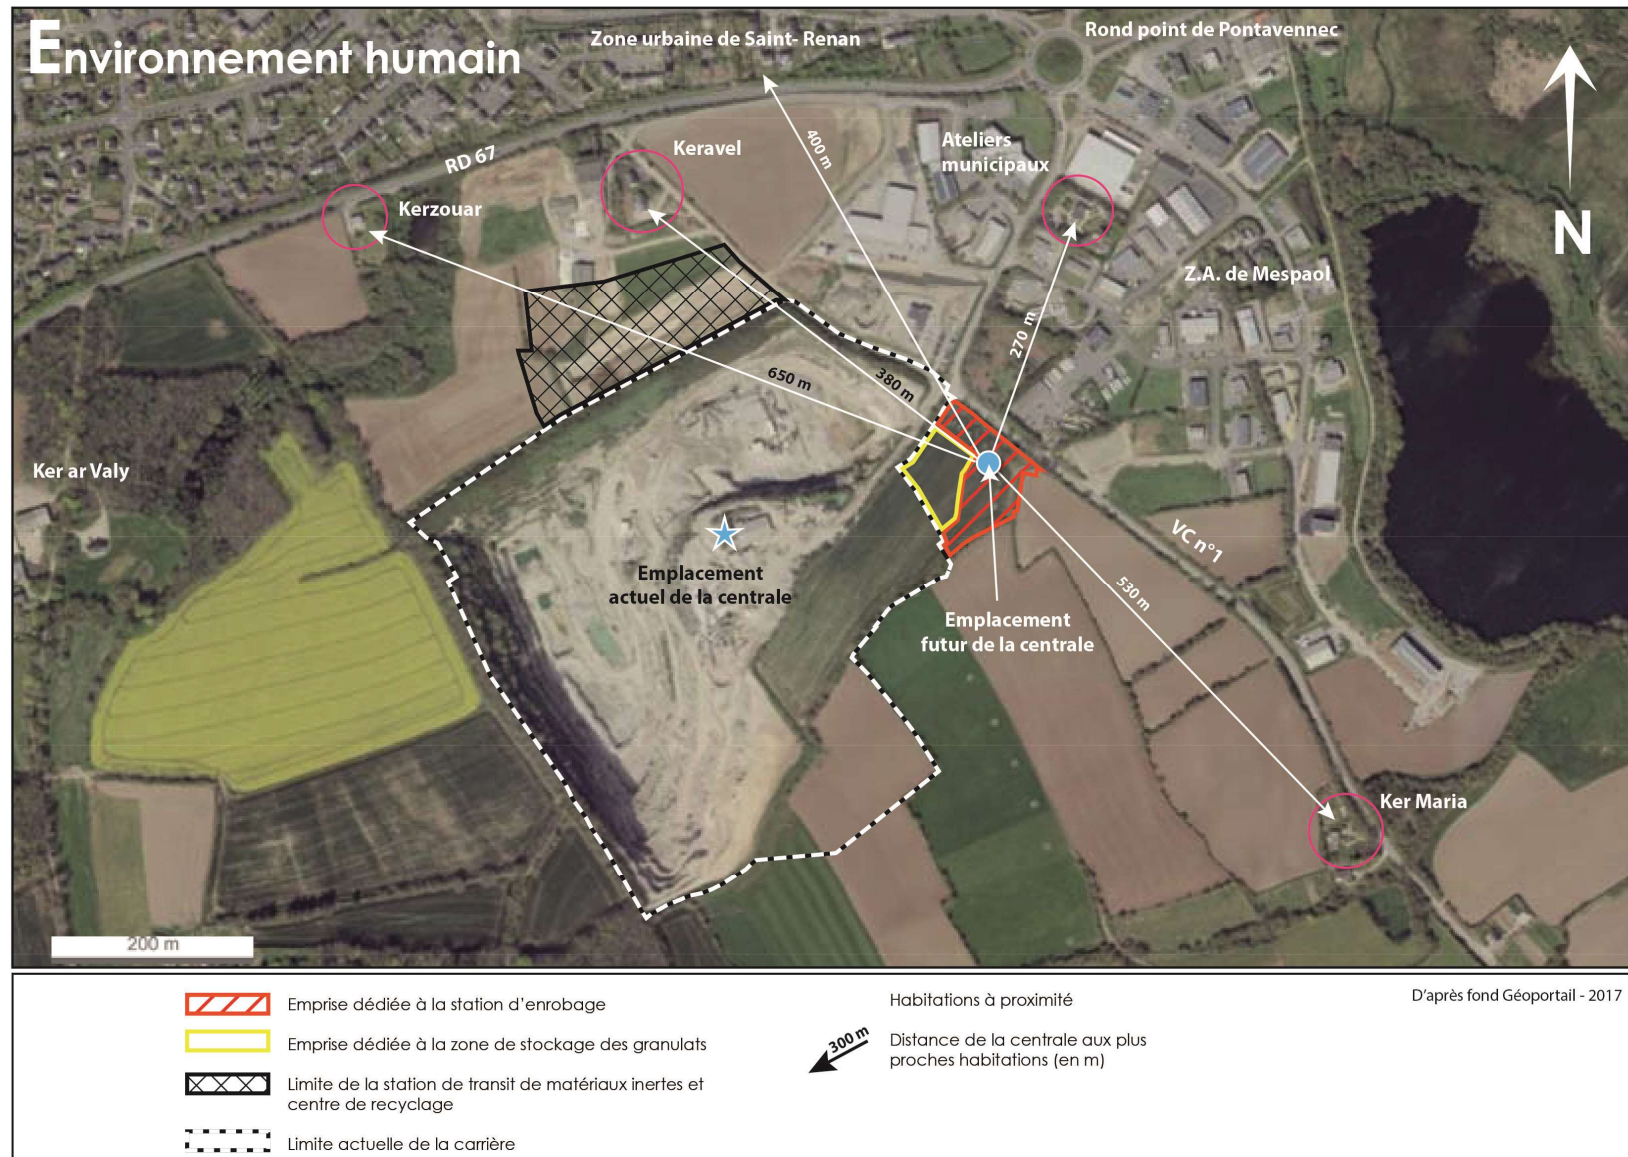 Environnement humain
Zone urbaine de Saint- Renan
Rond point de Pontavennec
RD 67
Keravel
Kerzouar
400 m
Ateliers
municipaux
N
Z.A. de Mespaol
270 m
650 m
380 m
Ker ar Valy
VC n°1
Emplacement
actuel de la centrale
530 m
Emplacement
futur de la centrale
Ker Maria
200 m
Emprise dédiée à la station d'enrobage
Emprise dédiée à la zone de stockage des granulats
Limite de la station de transit de matériaux inertes et
centre de recyclage
Limite actuelle de la carrière
Habitations à proximité
300 m
Distance de la centrale aux plus
proches habitations (en m)
D'après fond Géoportail - 2017